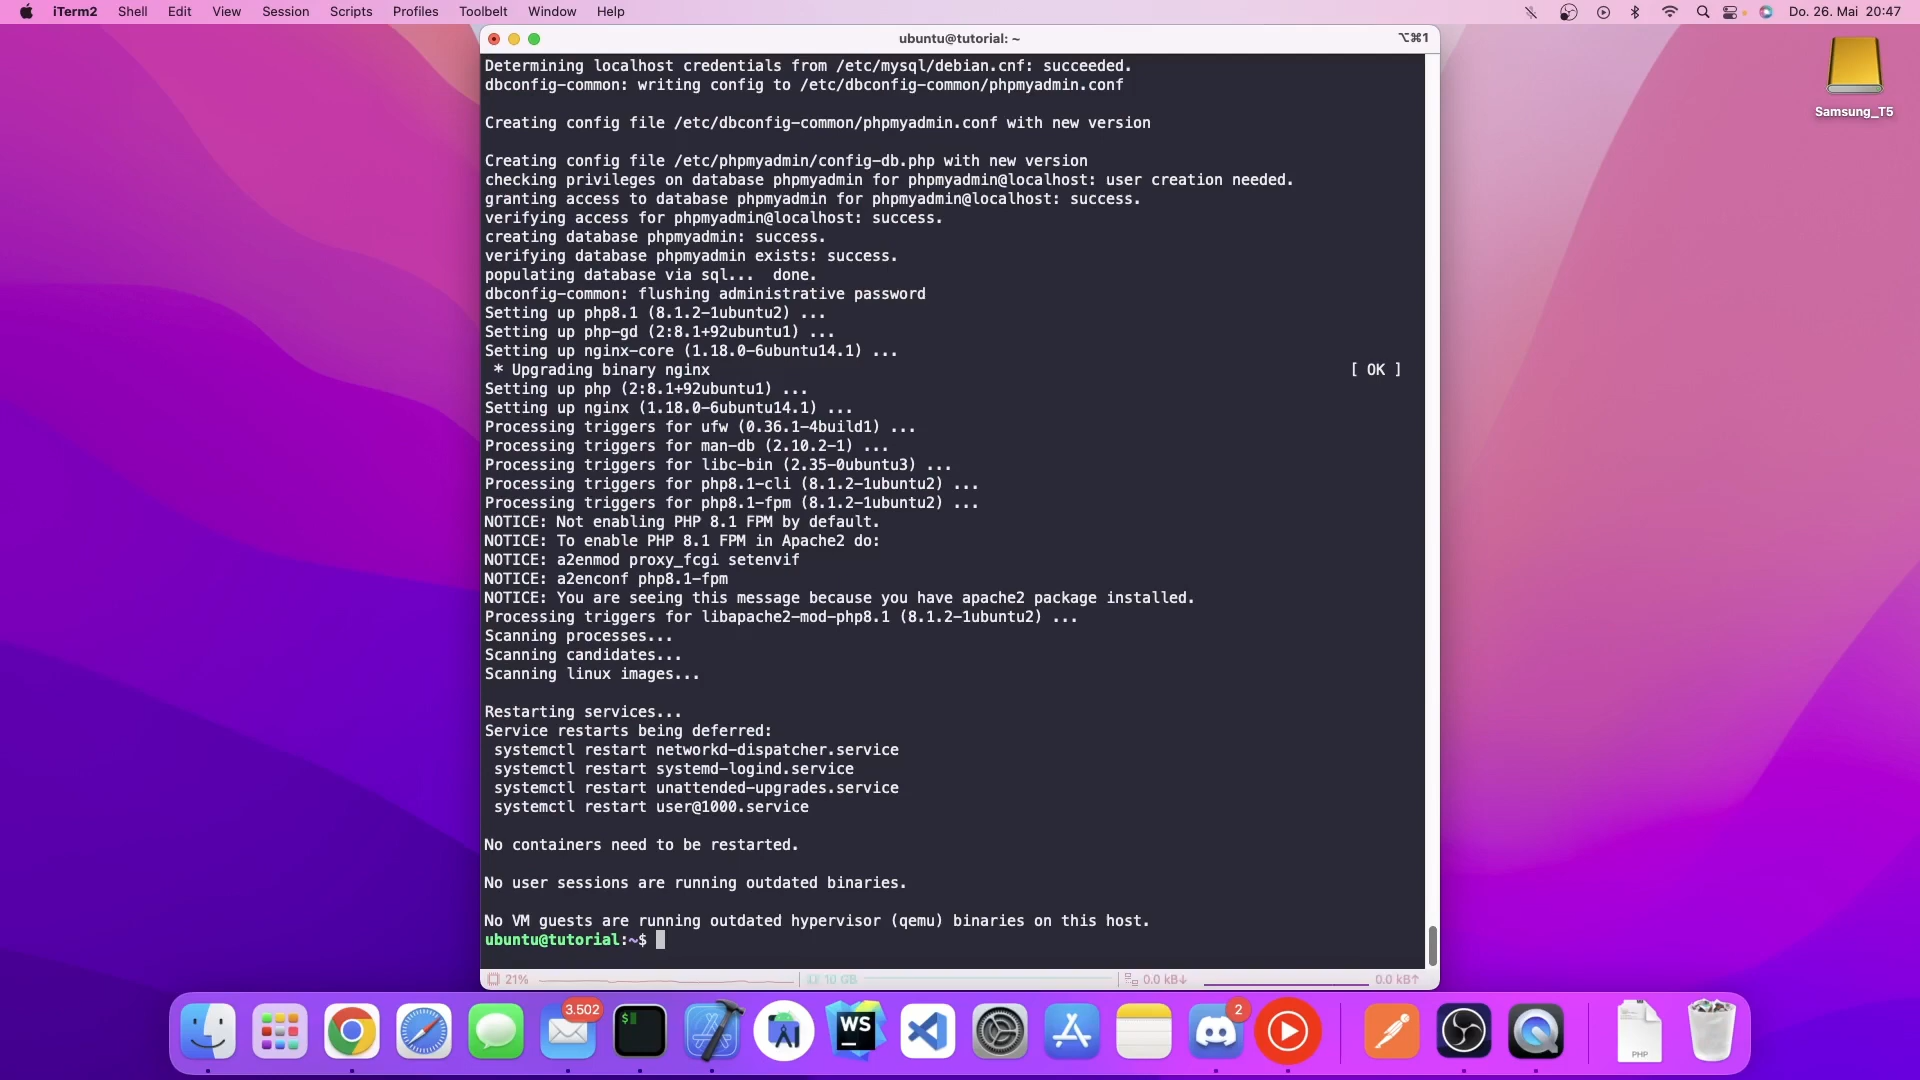 iTerm2 Shell Edit View Session Scripts Profiles Toolbelt Window Help
Do. 26. Mai 20:47
ubuntu@tutorial: ~
⌥⌘1
Samsung_T5
Determining localhost credentials from /etc/mysql/debian.cnf: succeeded.
dbconfig-common: writing config to /etc/dbconfig-common/phpmyadmin.conf
Creating config file /etc/dbconfig-common/phpmyadmin.conf with new version
Creating config file /etc/phpmyadmin/config-db.php with new version
checking privileges on database phpmyadmin for phpmyadmin@localhost: user creation needed.
granting access to database phpmyadmin for phpmyadmin@localhost: success.
verifying access for phpmyadmin@localhost: success.
creating database phpmyadmin: success.
verifying database phpmyadmin exists: success.
populating database via sql...  done.
dbconfig-common: flushing administrative password
Setting up php8.1 (8.1.2-1ubuntu2) ...
Setting up php-gd (2:8.1+92ubuntu1) ...
Setting up nginx-core (1.18.0-6ubuntu14.1) ...
* Upgrading binary nginx [ OK ]
Setting up php (2:8.1+92ubuntu1) ...
Setting up nginx (1.18.0-6ubuntu14.1) ...
Processing triggers for ufw (0.36.1-4build1) ...
Processing triggers for man-db (2.10.2-1) ...
Processing triggers for libc-bin (2.35-0ubuntu3) ...
Processing triggers for php8.1-cli (8.1.2-1ubuntu2) ...
Processing triggers for php8.1-fpm (8.1.2-1ubuntu2) ...
NOTICE: Not enabling PHP 8.1 FPM by default.
NOTICE: To enable PHP 8.1 FPM in Apache2 do:
NOTICE: a2enmod proxy_fcgi setenvif
NOTICE: a2enconf php8.1-fpm
NOTICE: You are seeing this message because you have apache2 package installed.
Processing triggers for libapache2-mod-php8.1 (8.1.2-1ubuntu2) ...
Scanning processes...
Scanning candidates...
Scanning linux images...
Restarting services...
Service restarts being deferred:
systemctl restart networkd-dispatcher.service
systemctl restart systemd-logind.service
systemctl restart unattended-upgrades.service
systemctl restart user@1000.service
No containers need to be restarted.
No user sessions are running outdated binaries.
No VM guests are running outdated hypervisor (qemu) binaries on this host.
ubuntu@tutorial:~$
21% 10 GB 0.0 kB↓ 0.0 kB↑
3.502
$
WS
2
PHP